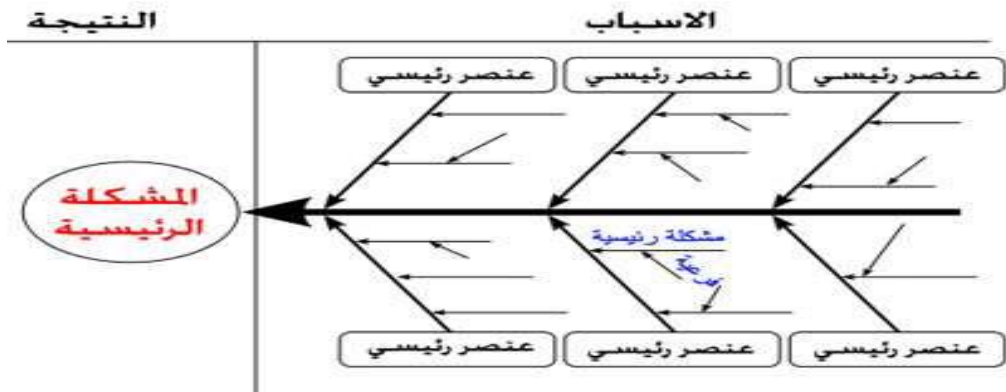 الاسباب
النتيجة
عنصر رئيسي
عنصر رئيسي
عنصر رئيسي
المشكلة
الرئيسية
مشكلة رئيسية
عنصر رئيسي
عنصر رئيسي
عنصر رئيسي